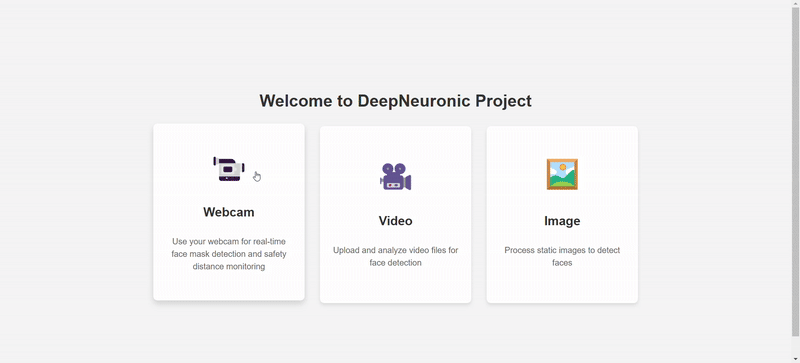 Welcome to DeepNeuronic Project
Webcam
Use your webcam for real-time
face mask detection and safety
distance monitoring
Video
Upload and analyze video files for
face detection
Image
Process static images to detect
faces